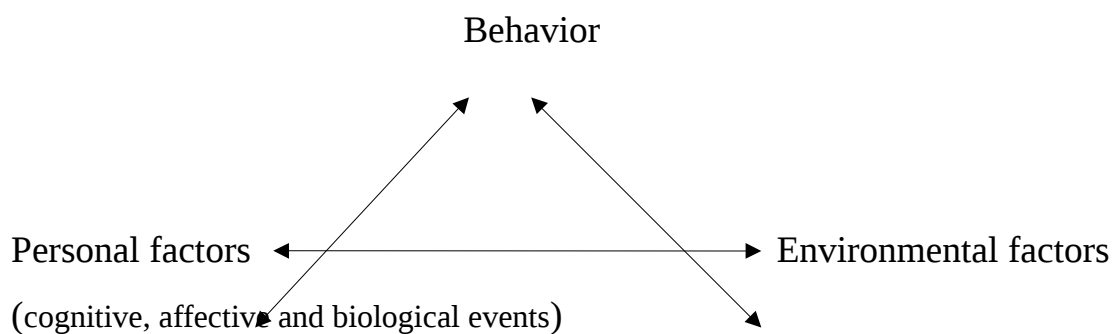 Behavior
Personal factors Environmental factors
(cognitive, affective and biological events)